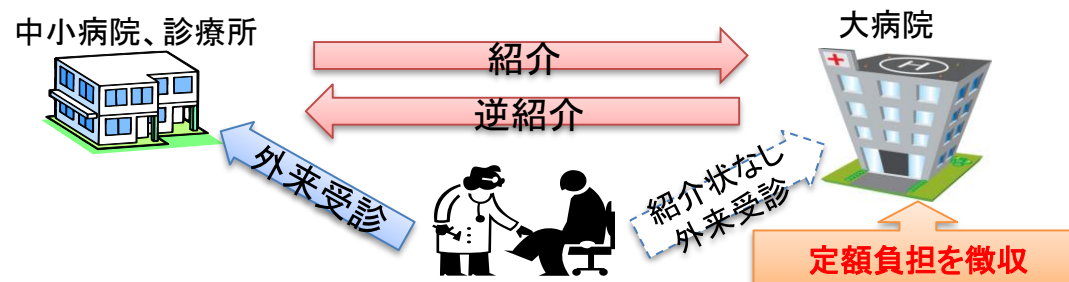 中小病院、診療所
大病院
紹介
逆紹介
外来受診
紹介状なし
外来受診
定額負担を徴収
H